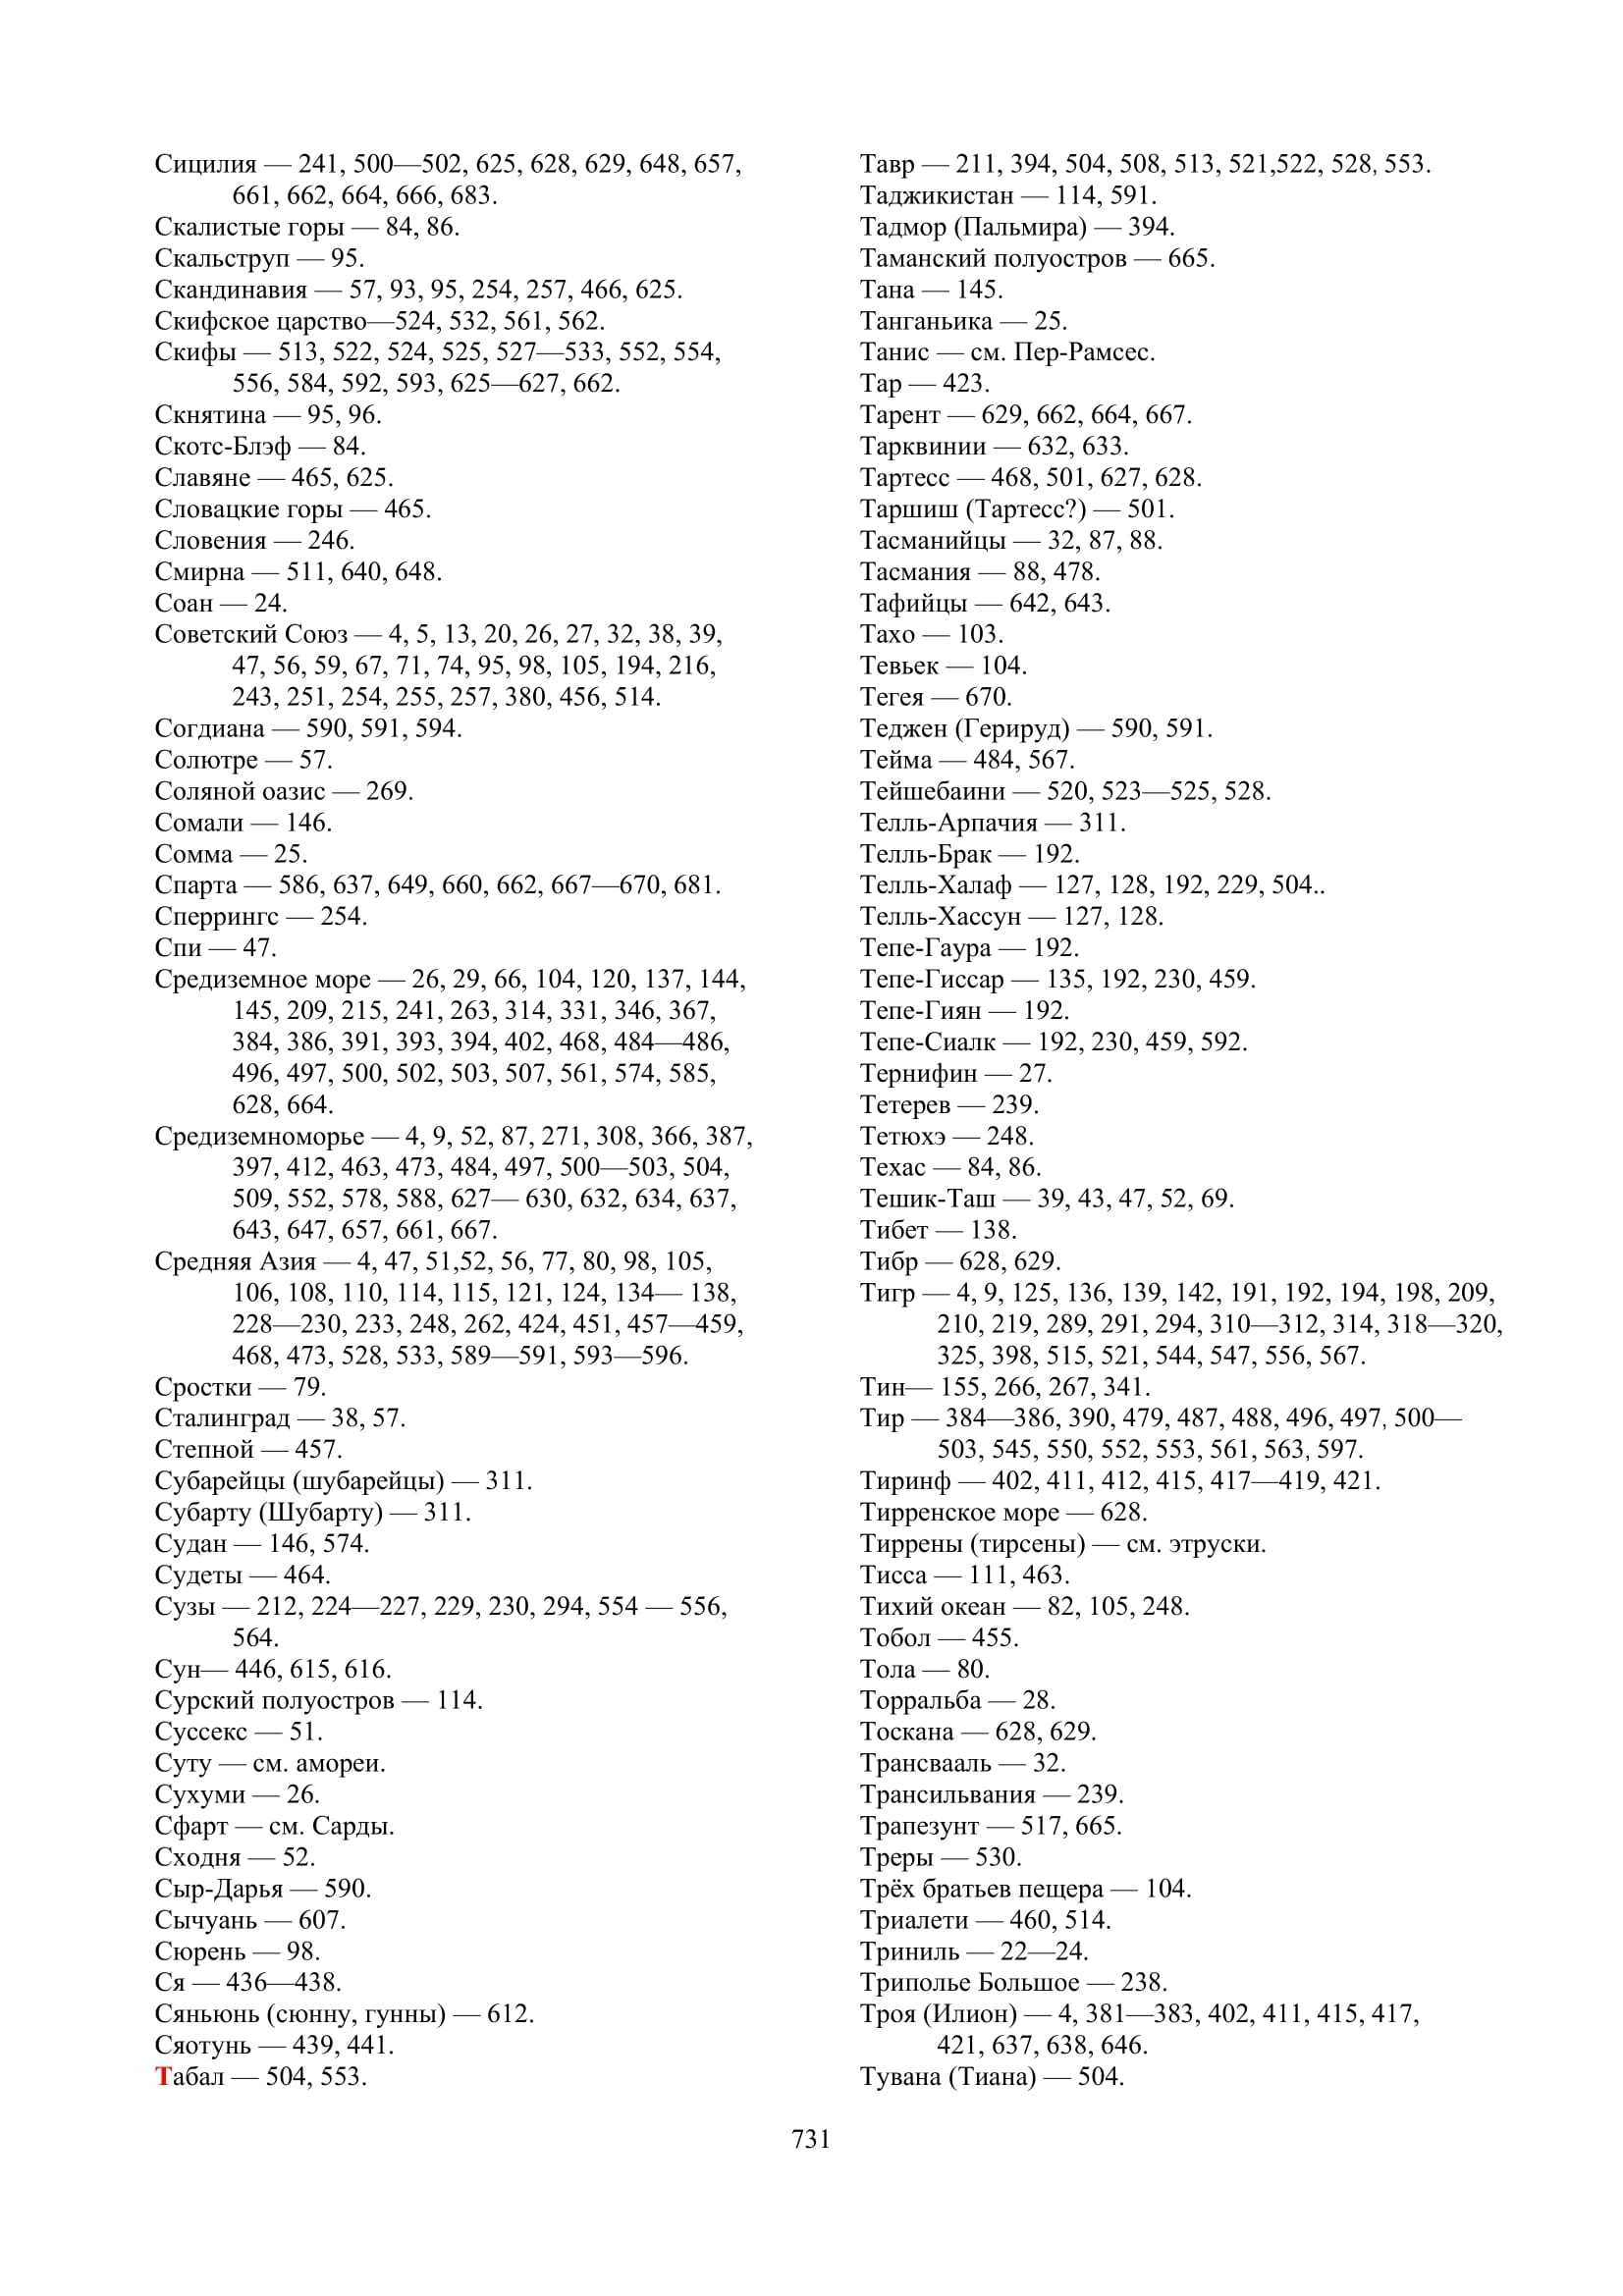 Сицилия — 241, 500—502, 625, 628, 629, 648, 657,
661, 662, 664, 666, 683.
Скалистые горы — 84, 86.
Скальструп — 95.
Скандинавия — 57, 93, 95, 254, 257, 466, 625.
Скифское царство—524, 532, 561, 562.
Скифы — 513, 522, 524, 525, 527—533, 552, 554,
556, 584, 592, 593, 625—627, 662.
Скнятина — 95, 96.
Скотс-Блэф — 84.
Славяне — 465, 625.
Словацкие горы — 465.
Словения — 246.
Смирна — 511, 640, 648.
Соан — 24.
Советский Союз — 4, 5, 13, 20, 26, 27, 32, 38, 39,
47, 56, 59, 67, 71, 74, 95, 98, 105, 194, 216,
243, 251, 254, 255, 257, 380, 456, 514.
Согдиана — 590, 591, 594.
Солютре — 57.
Соляной оазис — 269.
Сомали — 146.
Сомма — 25.
Спарта — 586, 637, 649, 660, 662, 667—670, 681.
Сперрингс — 254.
Спи — 47.
Средиземное море — 26, 29, 66, 104, 120, 137, 144,
145, 209, 215, 241, 263, 314, 331, 346, 367,
384, 386, 391, 393, 394, 402, 468, 484—486,
496, 497, 500, 502, 503, 507, 561, 574, 585,
628, 664.
Средиземноморье — 4, 9, 52, 87, 271, 308, 366, 387,
397, 412, 463, 473, 484, 497, 500—503, 504,
509, 552, 578, 588, 627— 630, 632, 634, 637,
643, 647, 657, 661, 667.
Средняя Азия — 4, 47, 51,52, 56, 77, 80, 98, 105,
106, 108, 110, 114, 115, 121, 124, 134— 138,
228—230, 233, 248, 262, 424, 451, 457—459,
468, 473, 528, 533, 589—591, 593—596.
Сростки — 79.
Сталинград — 38, 57.
Степной — 457.
Субарейцы (шубарейцы) — 311.
Субарту (Шубарту) — 311.
Судан — 146, 574.
Судеты — 464.
Сузы — 212, 224—227, 229, 230, 294, 554 — 556,
564.
Сун— 446, 615, 616.
Сурский полуостров — 114.
Суссекс — 51.
Суту — см. амореи.
Сухуми — 26.
Сфарт — см. Сарды.
Сходня — 52.
Сыр-Дарья — 590.
Сычуань — 607.
Сюрень — 98.
Ся — 436—438.
Сяньюнь (сюнну, гунны) — 612.
Сяотунь — 439, 441.
Табал — 504, 553.
Тавр — 211, 394, 504, 508, 513, 521,522, 528, 553.
Таджикистан — 114, 591.
Тадмор (Пальмира) — 394.
Таманский полуостров — 665.
Тана — 145.
Танганьика — 25.
Танис — см. Пер-Рамсес.
Тар — 423.
Тарент — 629, 662, 664, 667.
Тарквинии — 632, 633.
Тартесс — 468, 501, 627, 628.
Таршиш (Тартесс?) — 501.
Тасманийцы — 32, 87, 88.
Тасмания — 88, 478.
Тафийцы — 642, 643.
Тахо — 103.
Тевьек — 104.
Тегея — 670.
Теджен (Герируд) — 590, 591.
Тейма — 484, 567.
Тейшебаини — 520, 523—525, 528.
Телль-Арпачия — 311.
Телль-Брак — 192.
Телль-Халаф — 127, 128, 192, 229, 504..
Телль-Хассун — 127, 128.
Тепе-Гаура — 192.
Тепе-Гиссар — 135, 192, 230, 459.
Тепе-Гиян — 192.
Тепе-Сиалк — 192, 230, 459, 592.
Тернифин — 27.
Тетерев — 239.
Тетюхэ — 248.
Техас — 84, 86.
Тешик-Таш — 39, 43, 47, 52, 69.
Тибет — 138.
Тибр — 628, 629.
Тигр — 4, 9, 125, 136, 139, 142, 191, 192, 194, 198, 209,
210, 219, 289, 291, 294, 310—312, 314, 318—320,
325, 398, 515, 521, 544, 547, 556, 567.
Тин— 155, 266, 267, 341.
Тир — 384—386, 390, 479, 487, 488, 496, 497, 500—
503, 545, 550, 552, 553, 561, 563, 597.
Тиринф — 402, 411, 412, 415, 417—419, 421.
Тирренское море — 628.
Тиррены (тирсены) — см. этруски.
Тисса — 111, 463.
Тихий океан — 82, 105, 248.
Тобол — 455.
Тола — 80.
Торральба — 28.
Тоскана — 628, 629.
Трансвааль — 32.
Трансильвания — 239.
Трапезунт — 517, 665.
Треры — 530.
Трёх братьев пещера — 104.
Триалети — 460, 514.
Триниль — 22—24.
Триполье Большое — 238.
Троя (Илион) — 4, 381—383, 402, 411, 415, 417,
421, 637, 638, 646.
Тувана (Тиана) — 504.
731